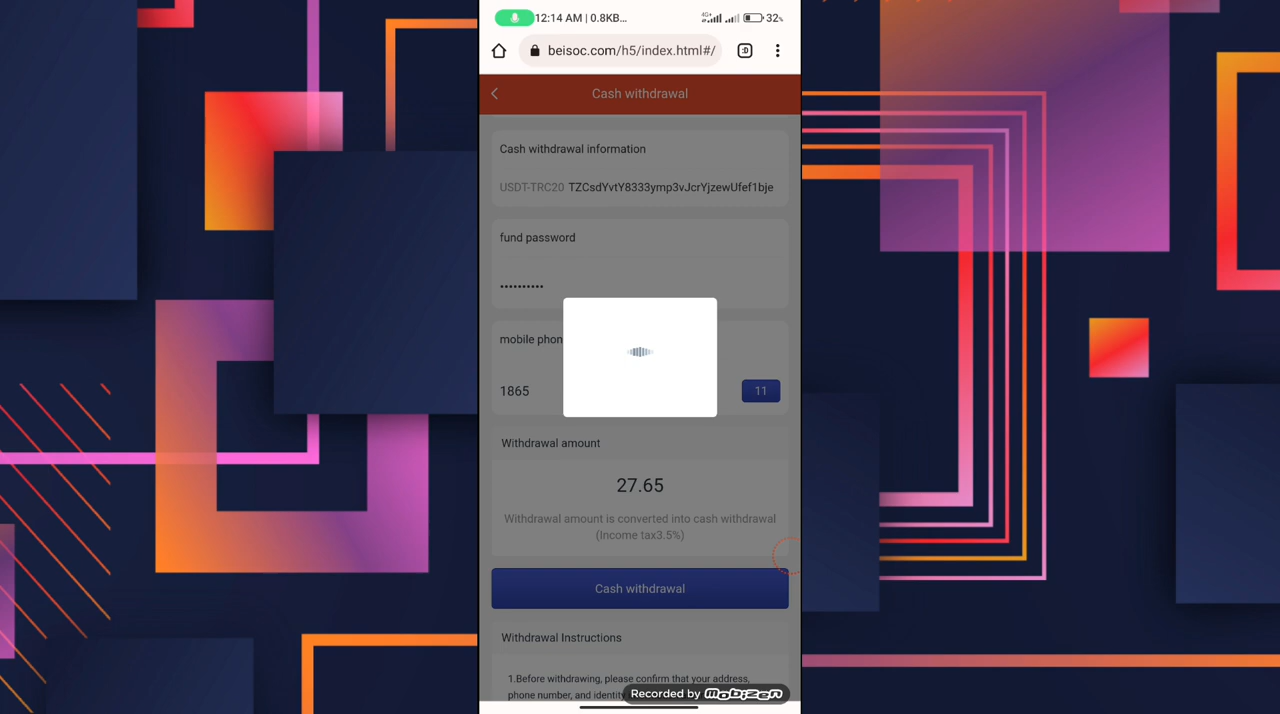 12:14 AM | 0.8KB...
4G+
32%
beisoc.com/h5/index.html#/
:D
Cash withdrawal
Cash withdrawal information
USDT-TRC20 TZCsdYvtY8333ymp3vJcrYjzewUfef1bje
fund password
••••••••••
mobile phon
1865
11
Withdrawal amount
27.65
Withdrawal amount is converted into cash withdrawal
(Income tax3.5%)
Cash withdrawal
Withdrawal Instructions
1.Before withdrawing, please confirm that your address,
phone number, and identity
Recorded by mobizen